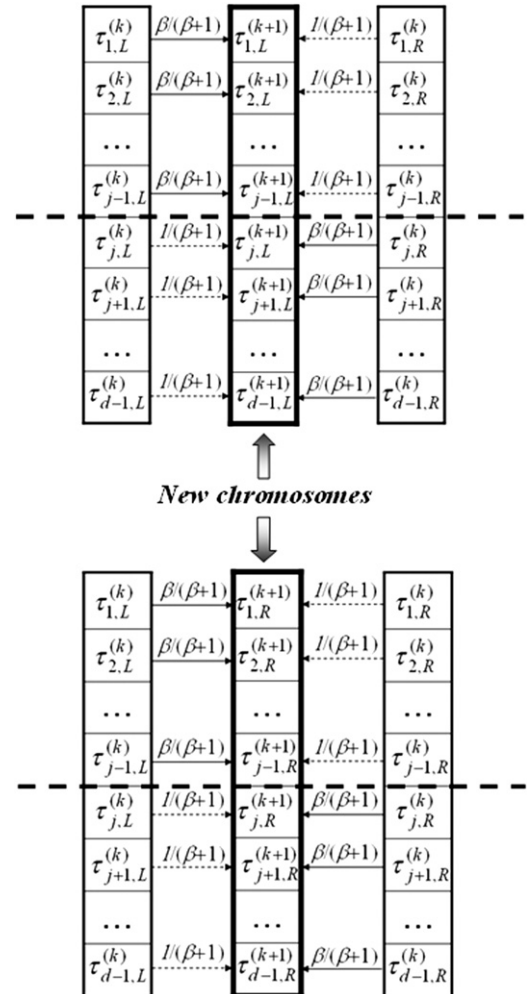 τ_{1,L}^{(k)} β/(β+1) τ_{1,L}^{(k+1)} 1/(β+1) τ_{1,R}^{(k)}
τ_{2,L}^{(k)} β/(β+1) τ_{2,L}^{(k+1)} 1/(β+1) τ_{2,R}^{(k)}
... ... ...
τ_{j-1,L}^{(k)} β/(β+1) τ_{j-1,L}^{(k+1)} 1/(β+1) τ_{j-1,R}^{(k)}
τ_{j,L}^{(k)} 1/(β+1) τ_{j,L}^{(k+1)} β/(β+1) τ_{j,R}^{(k)}
τ_{j+1,L}^{(k)} 1/(β+1) τ_{j+1,L}^{(k+1)} β/(β+1) τ_{j+1,R}^{(k)}
... ... ...
τ_{d-1,L}^{(k)} 1/(β+1) τ_{d-1,L}^{(k+1)} β/(β+1) τ_{d-1,R}^{(k)}
New chromosomes
τ_{1,L}^{(k)} β/(β+1) τ_{1,R}^{(k+1)} 1/(β+1) τ_{1,R}^{(k)}
τ_{2,L}^{(k)} β/(β+1) τ_{2,R}^{(k+1)} 1/(β+1) τ_{2,R}^{(k)}
... ... ...
τ_{j-1,L}^{(k)} β/(β+1) τ_{j-1,R}^{(k+1)} 1/(β+1) τ_{j-1,R}^{(k)}
τ_{j,L}^{(k)} 1/(β+1) τ_{j,R}^{(k+1)} β/(β+1) τ_{j,R}^{(k)}
τ_{j+1,L}^{(k)} 1/(β+1) τ_{j+1,R}^{(k+1)} β/(β+1) τ_{j+1,R}^{(k)}
... ... ...
τ_{d-1,L}^{(k)} 1/(β+1) τ_{d-1,R}^{(k+1)} β/(β+1) τ_{d-1,R}^{(k)}